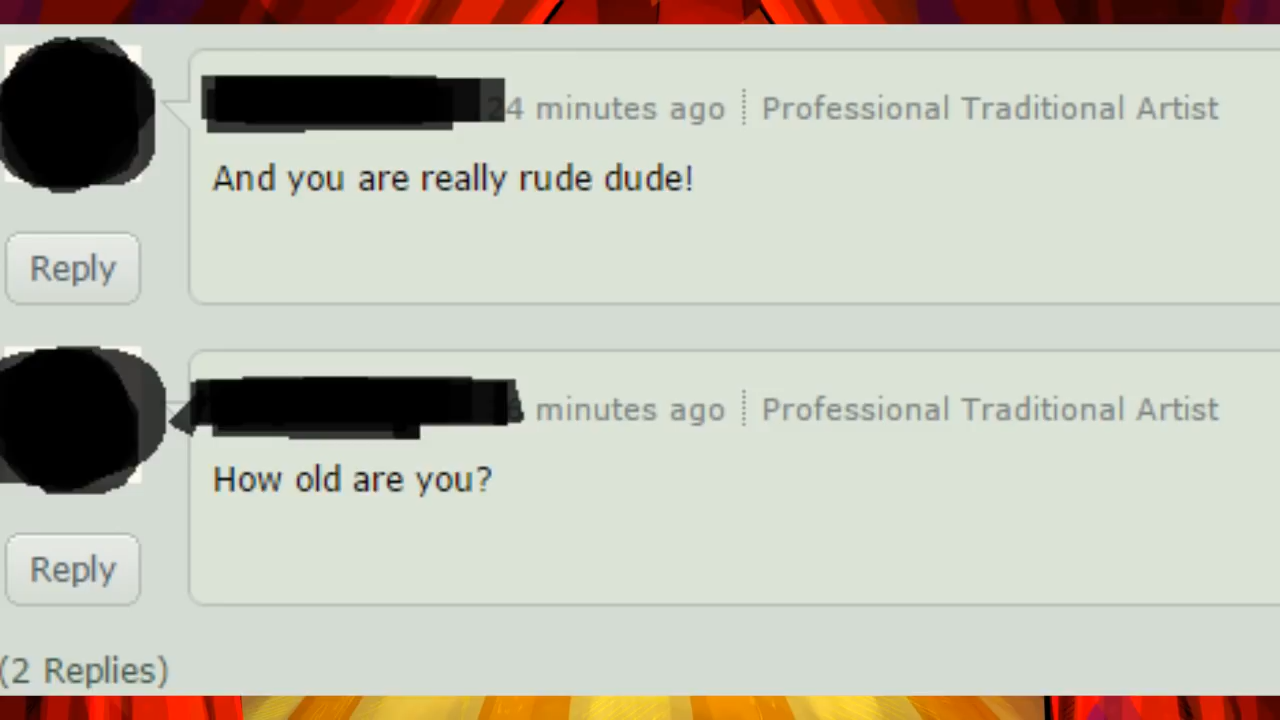 24 minutes ago Professional Traditional Artist
And you are really rude dude!
Reply
minutes ago Professional Traditional Artist
How old are you?
Reply
(2 Replies)